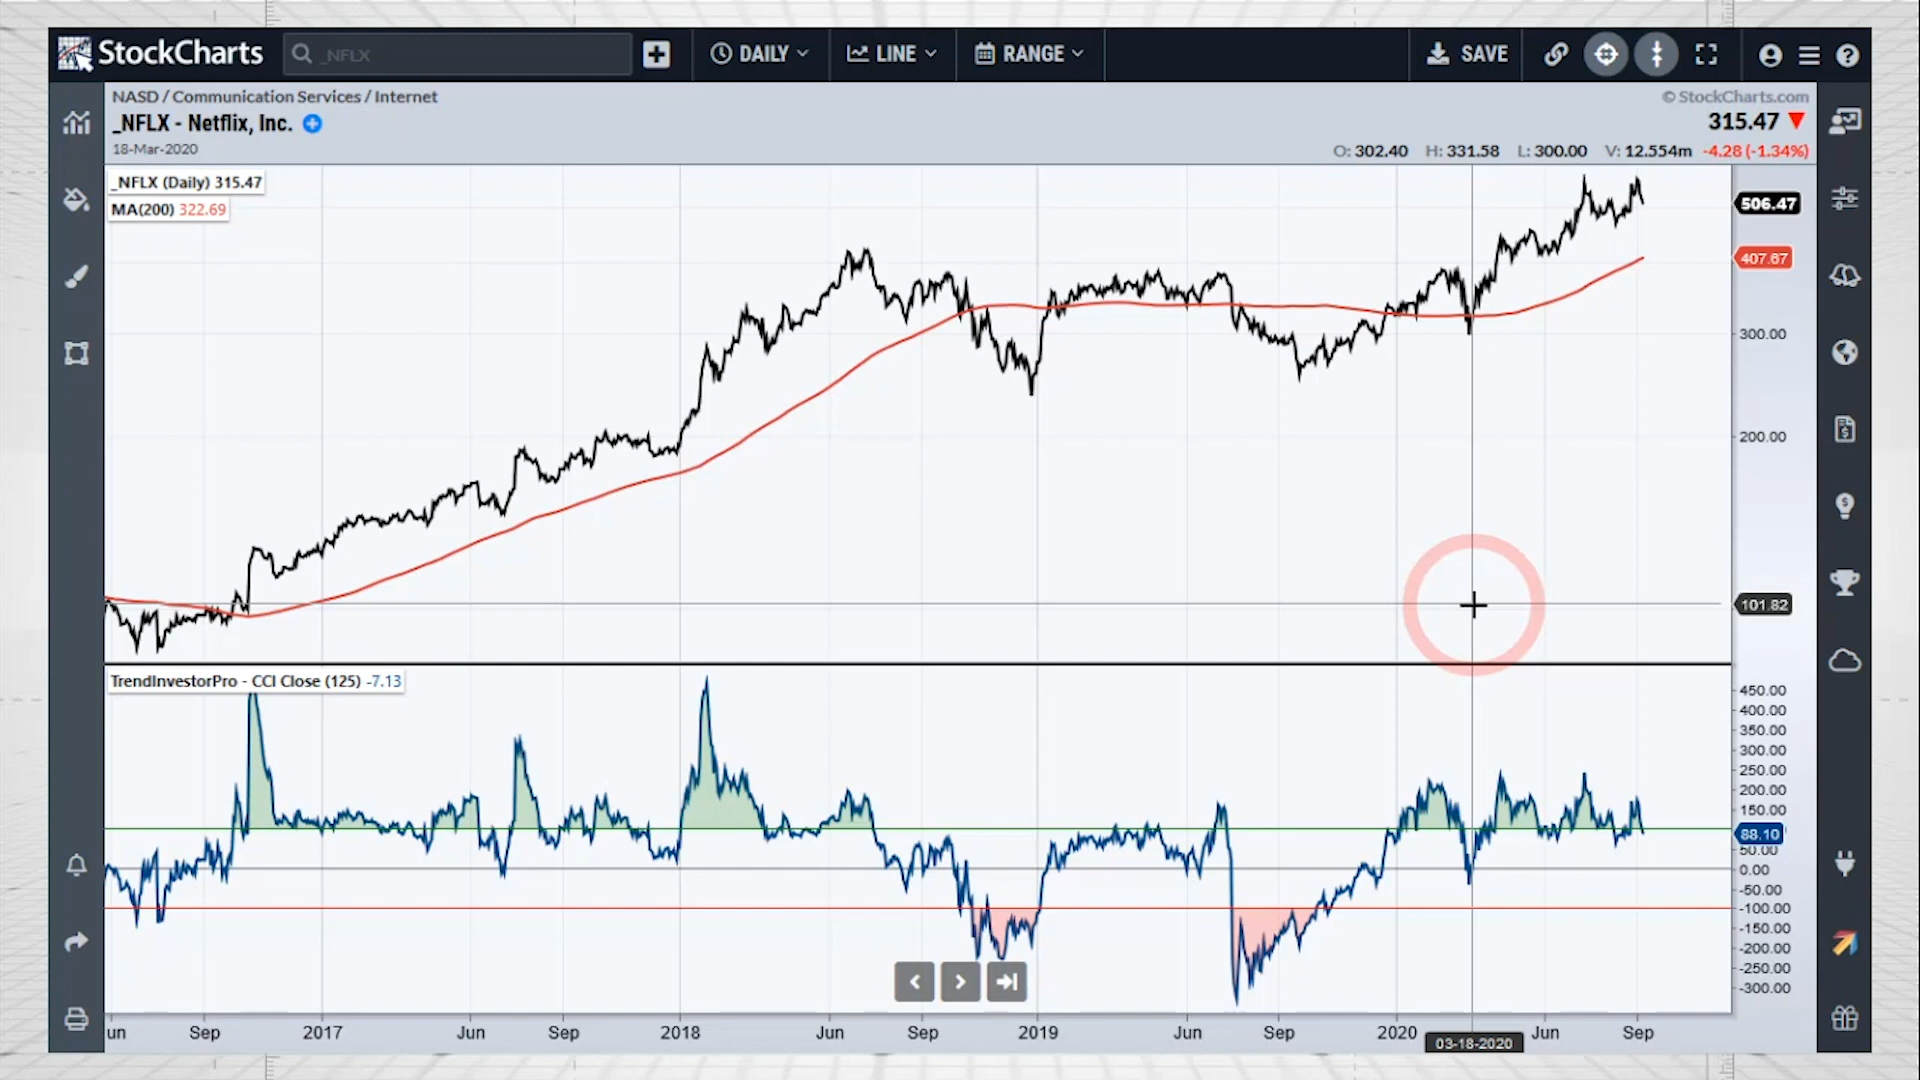 StockCharts
_NFLX
DAILY
LINE
RANGE
SAVE
NASD / Communication Services / Internet
© StockCharts.com
_NFLX - Netflix, Inc.
315.47
18-Mar-2020
O: 302.40 H: 331.58 L: 300.00 V: 12.554m -4.28 (-1.34%)
_NFLX (Daily) 315.47
MA(200) 322.69
506.47
407.67
300.00
200.00
101.82
TrendInvestorPro - CCI Close (125) -7.13
450.00
400.00
350.00
300.00
250.00
200.00
150.00
88.10
50.00
0.00
-50.00
-100.00
-150.00
-200.00
-250.00
-300.00
un Sep 2017 Jun Sep 2018 Jun Sep 2019 Jun Sep 2020 03-18-2020 Jun Sep